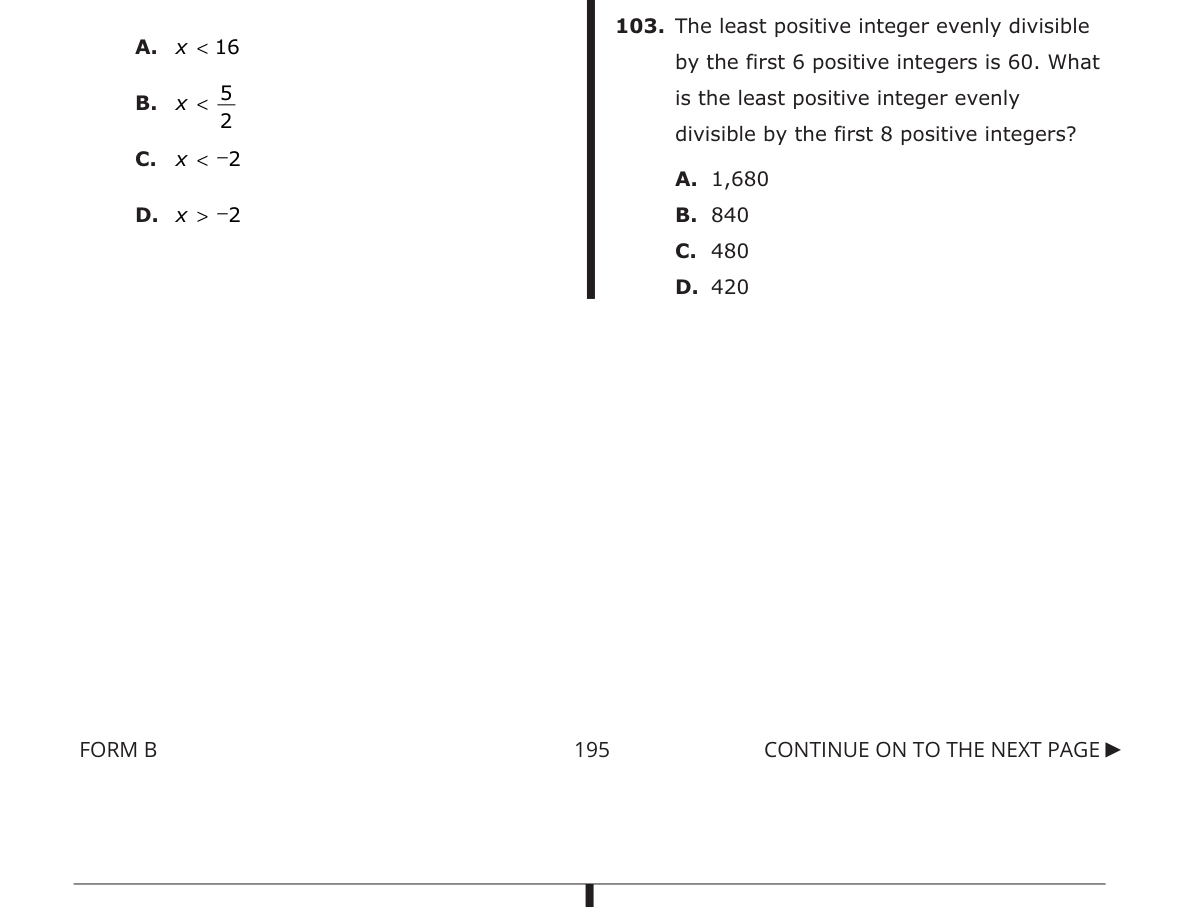 A. x < 16
B. x < 5/2
C. x < –2
D. x > –2
103. The least positive integer evenly divisible
by the first 6 positive integers is 60. What
is the least positive integer evenly
divisible by the first 8 positive integers?
A. 1,680
B. 840
C. 480
D. 420
FORM B
195
CONTINUE ON TO THE NEXT PAGE ▶